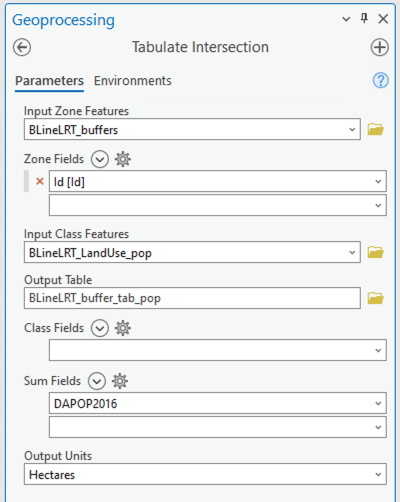 Geoprocessing
Tabulate Intersection
Parameters Environments
Input Zone Features
BLineLRT_buffers
Zone Fields
Id [Id]
Input Class Features
BLineLRT_LandUse_pop
Output Table
BLineLRT_buffer_tab_pop
Class Fields
Sum Fields
DAPOP2016
Output Units
Hectares